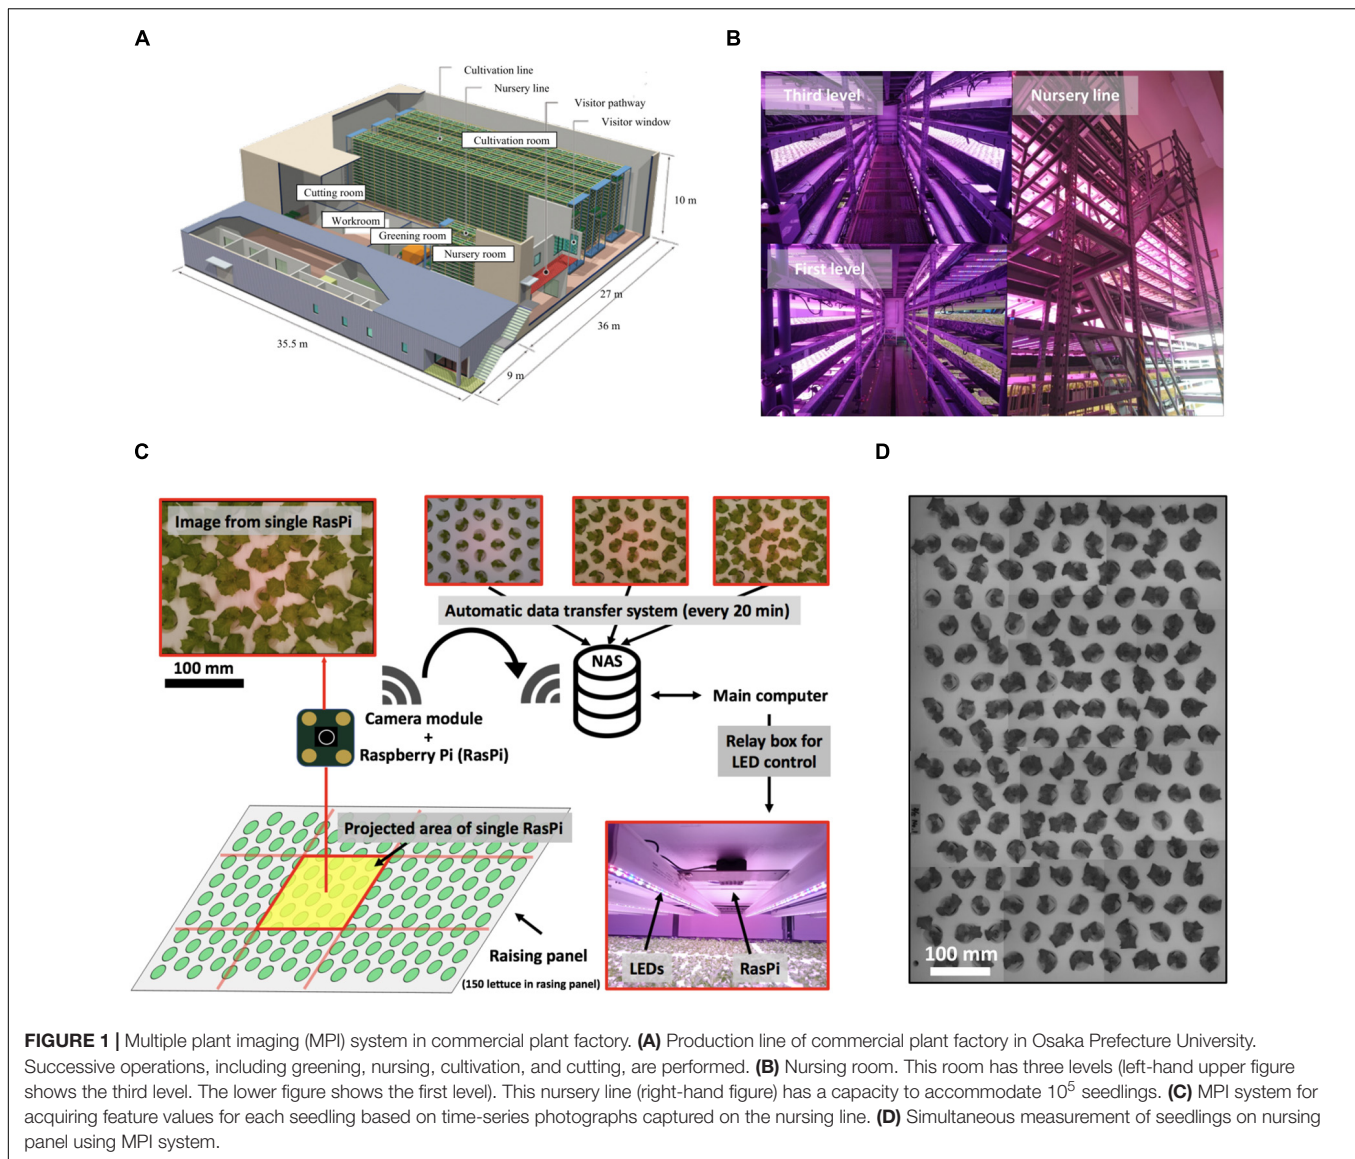 A
Cultivation line
Nursery line
Visitor pathway
Visitor window
Cultivation room
Cutting room
Workroom
Greening room
Nursery room
10 m
27 m
36 m
35.5 m
9 m
B
Third level
Nursery line
First level
C
Image from single RasPi
100 mm
Automatic data transfer system (every 20 min)
NAS
Main computer
Camera module
+
Raspberry Pi (RasPi)
Relay box for
LED control
Projected area of single RasPi
Raising panel
(150 lettuce in rasing panel)
LEDs
RasPi
D
100 mm
FIGURE 1 | Multiple plant imaging (MPI) system in commercial plant factory. (A) Production line of commercial plant factory in Osaka Prefecture University.
Successive operations, including greening, nursing, cultivation, and cutting, are performed. (B) Nursing room. This room has three levels (left-hand upper figure
shows the third level. The lower figure shows the first level). This nursery line (right-hand figure) has a capacity to accommodate 10⁵ seedlings. (C) MPI system for
acquiring feature values for each seedling based on time-series photographs captured on the nursing line. (D) Simultaneous measurement of seedlings on nursing
panel using MPI system.